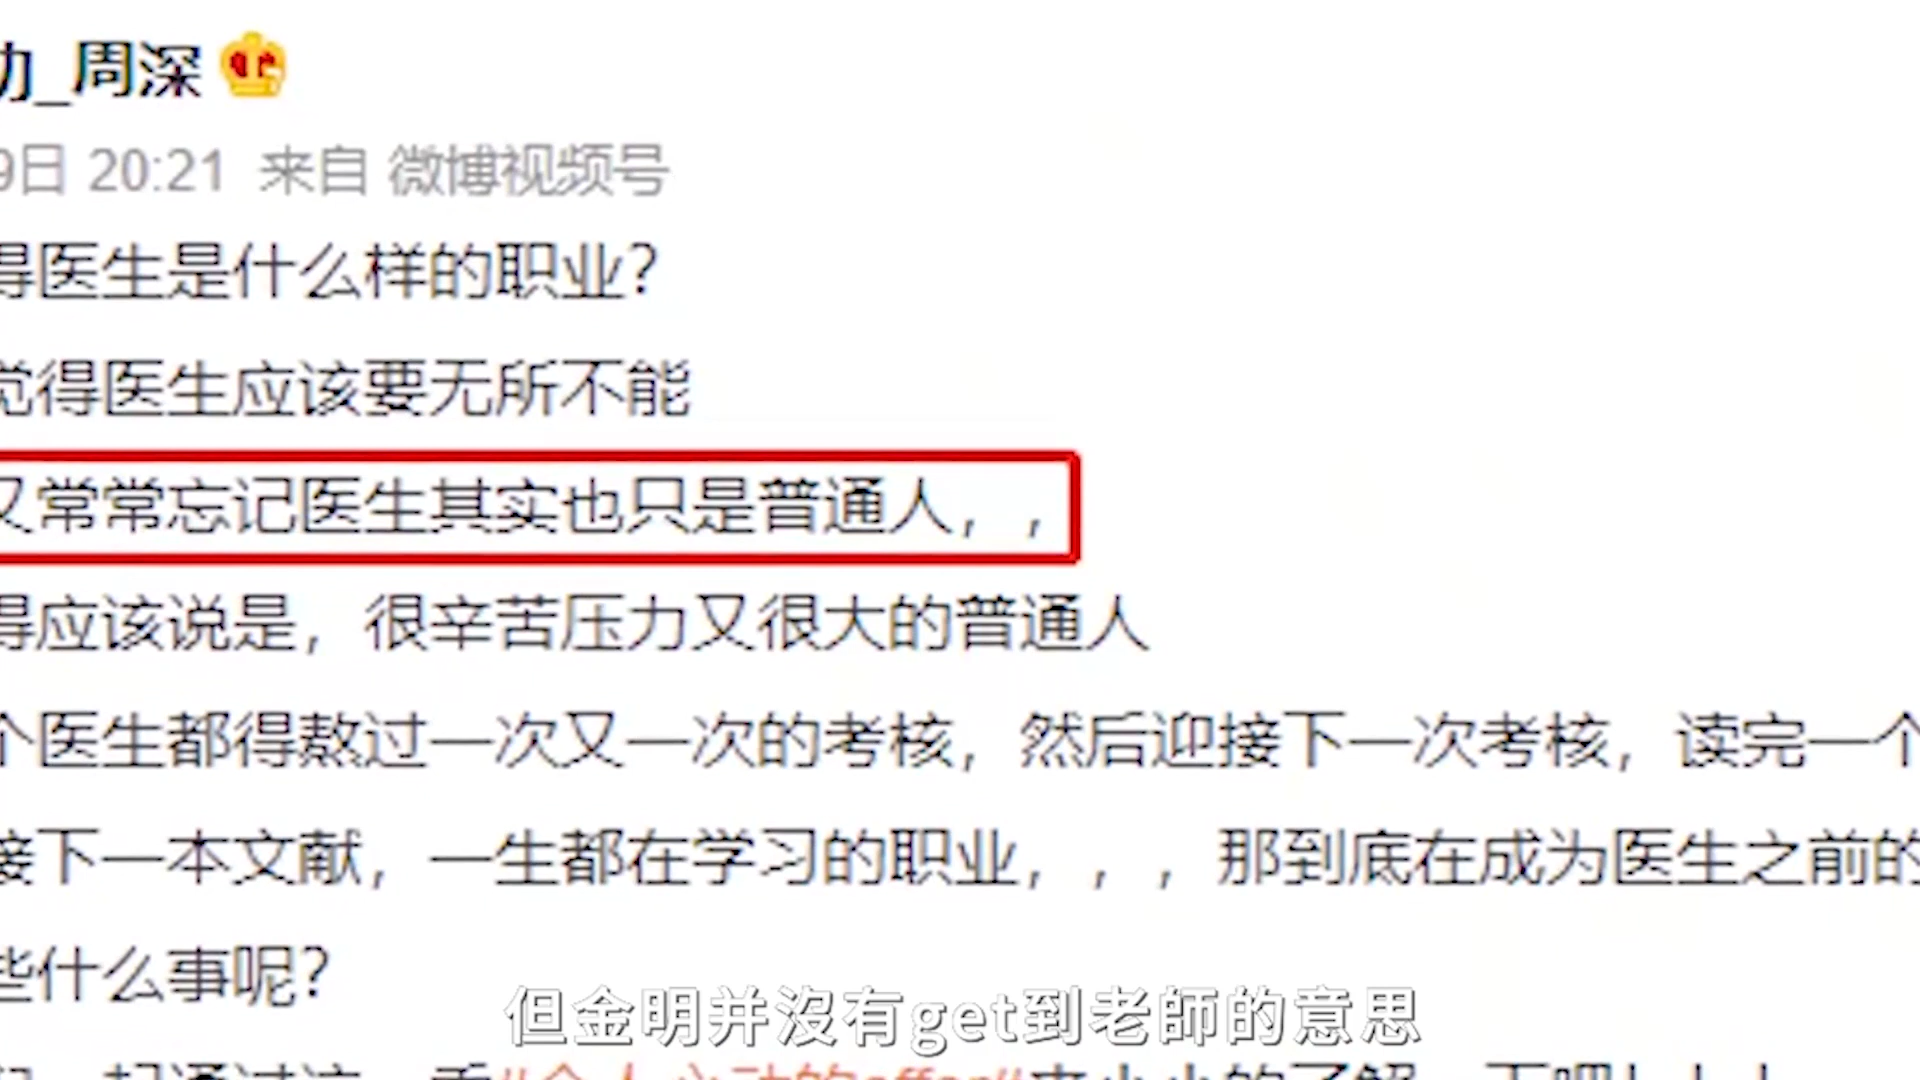 _周深
9日 20:21 来自 微博视频号
得医生是什么样的职业?
觉得医生应该要无所不能
又常常忘记医生其实也只是普通人，，
得应该说是，很辛苦压力又很大的普通人
个医生都得熬过一次又一次的考核，然后迎接下一次考核，读完一个
接下一本文献，一生都在学习的职业，，，那到底在成为医生之前的
些什么事呢?
但金明并沒有get到老師的意思